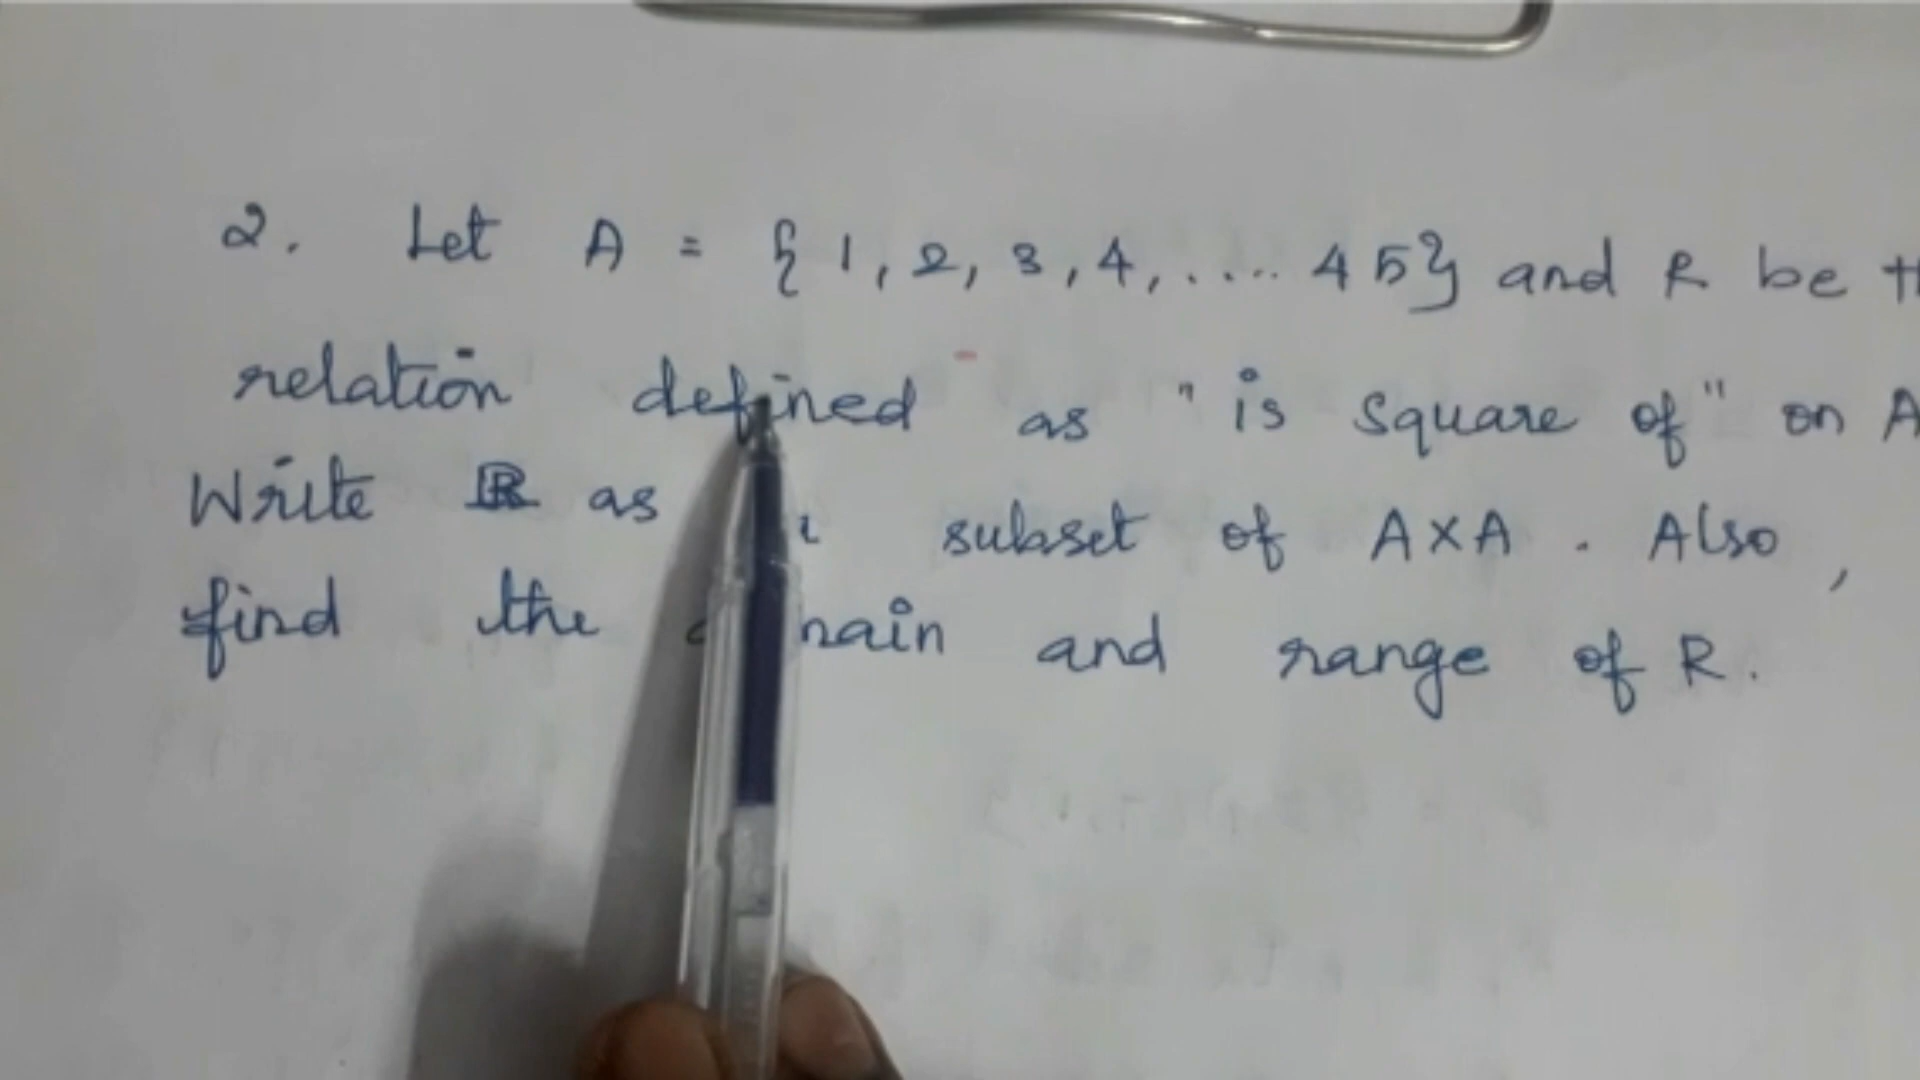 2. Let A = {1, 2, 3, 4, .... 45} and R be
relation defined as "is square of" on A
Write R as subset of A×A. Also,
find the and range of R.